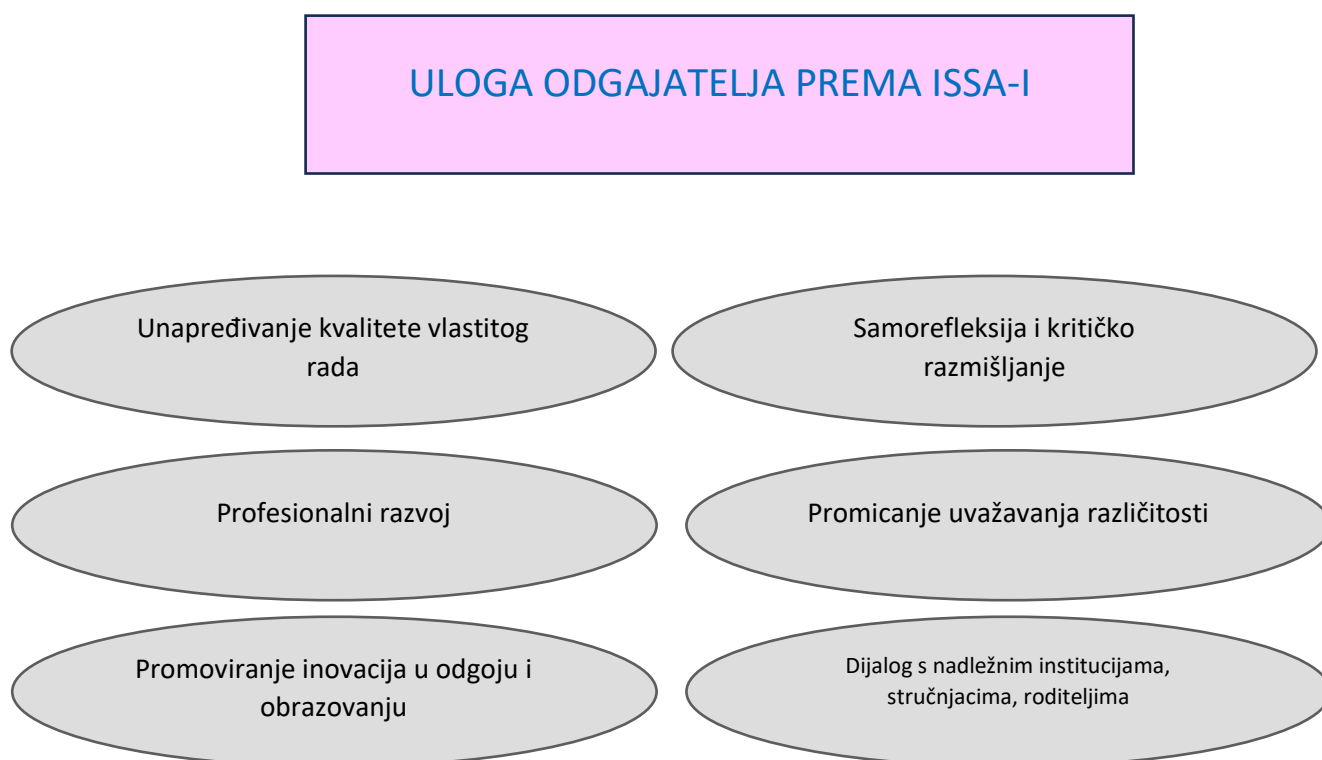 ULOGA ODGAJATELJA PREMA ISSA-I
Unapređivanje kvalitete vlastitog
rada
Samorefleksija i kritičko
razmišljanje
Profesionalni razvoj
Promicanje uvažavanja različitosti
Promoviranje inovacija u odgoju i
obrazovanju
Dijalog s nadležnim institucijama,
stručnjacima, roditeljima